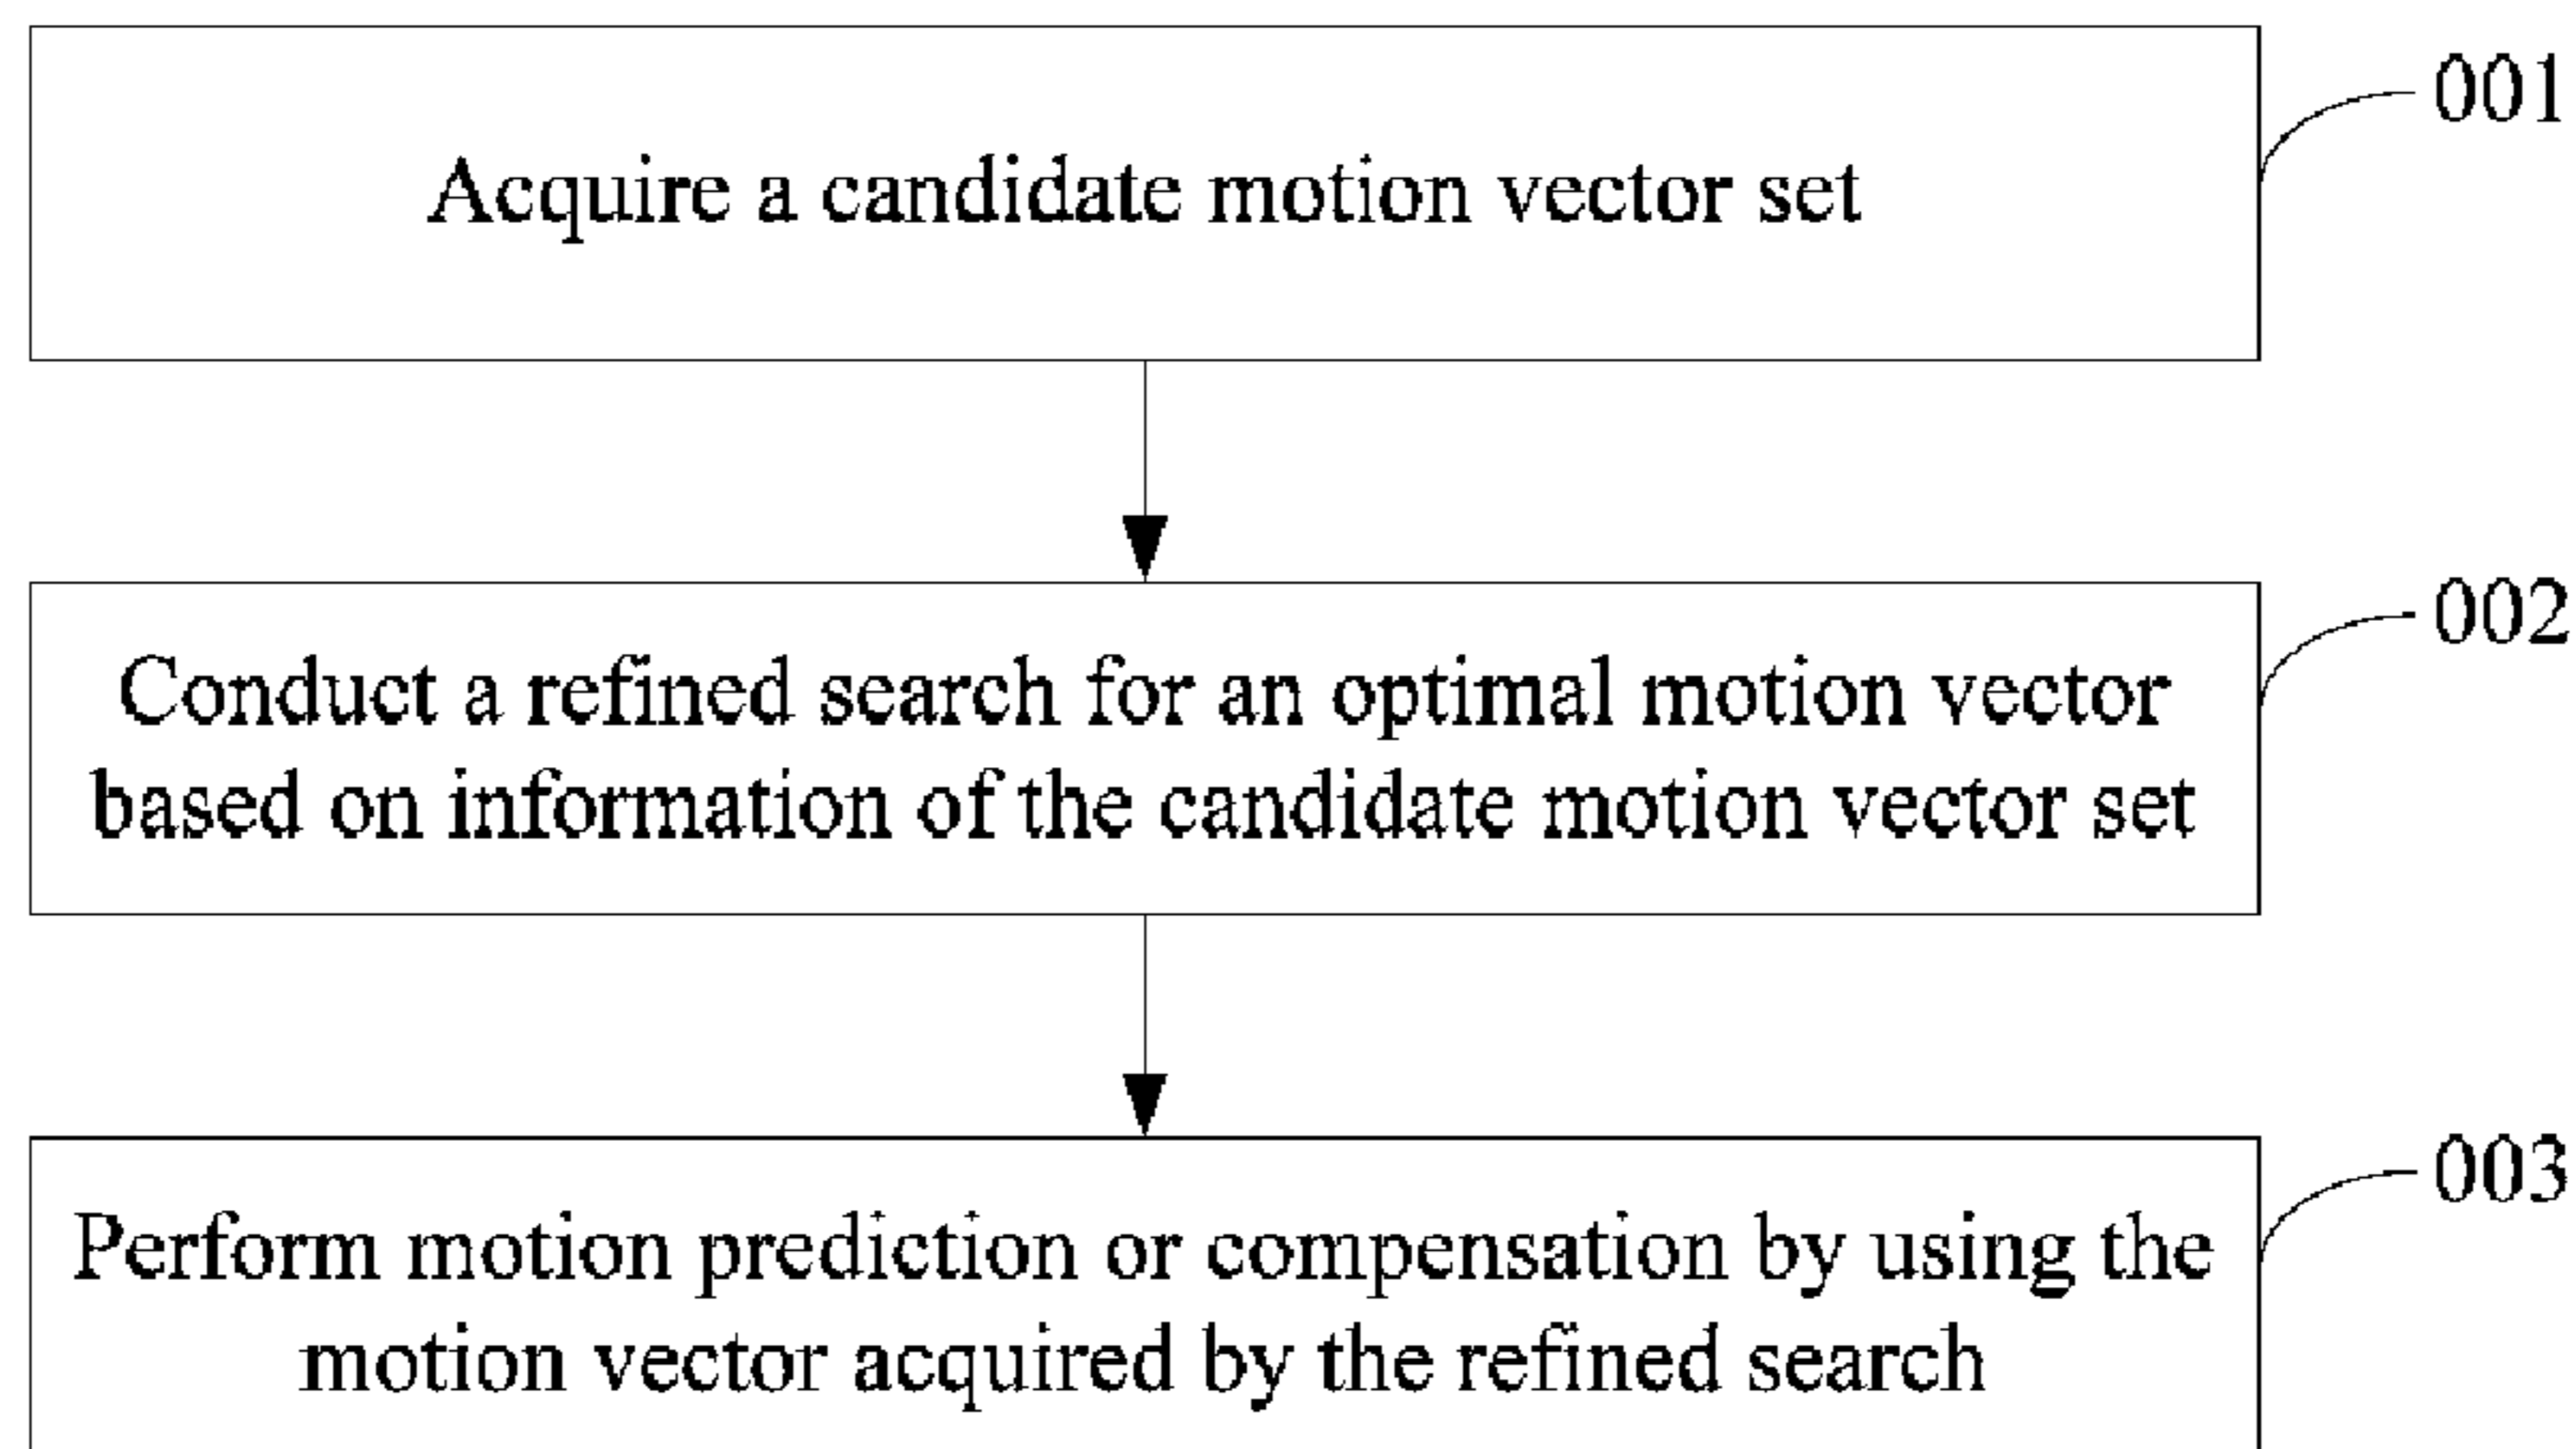 001
Acquire a candidate motion vector set
002
Conduct a refined search for an optimal motion vector
based on information of the candidate motion vector set
003
Perform motion prediction or compensation by using the
motion vector acquired by the refined search